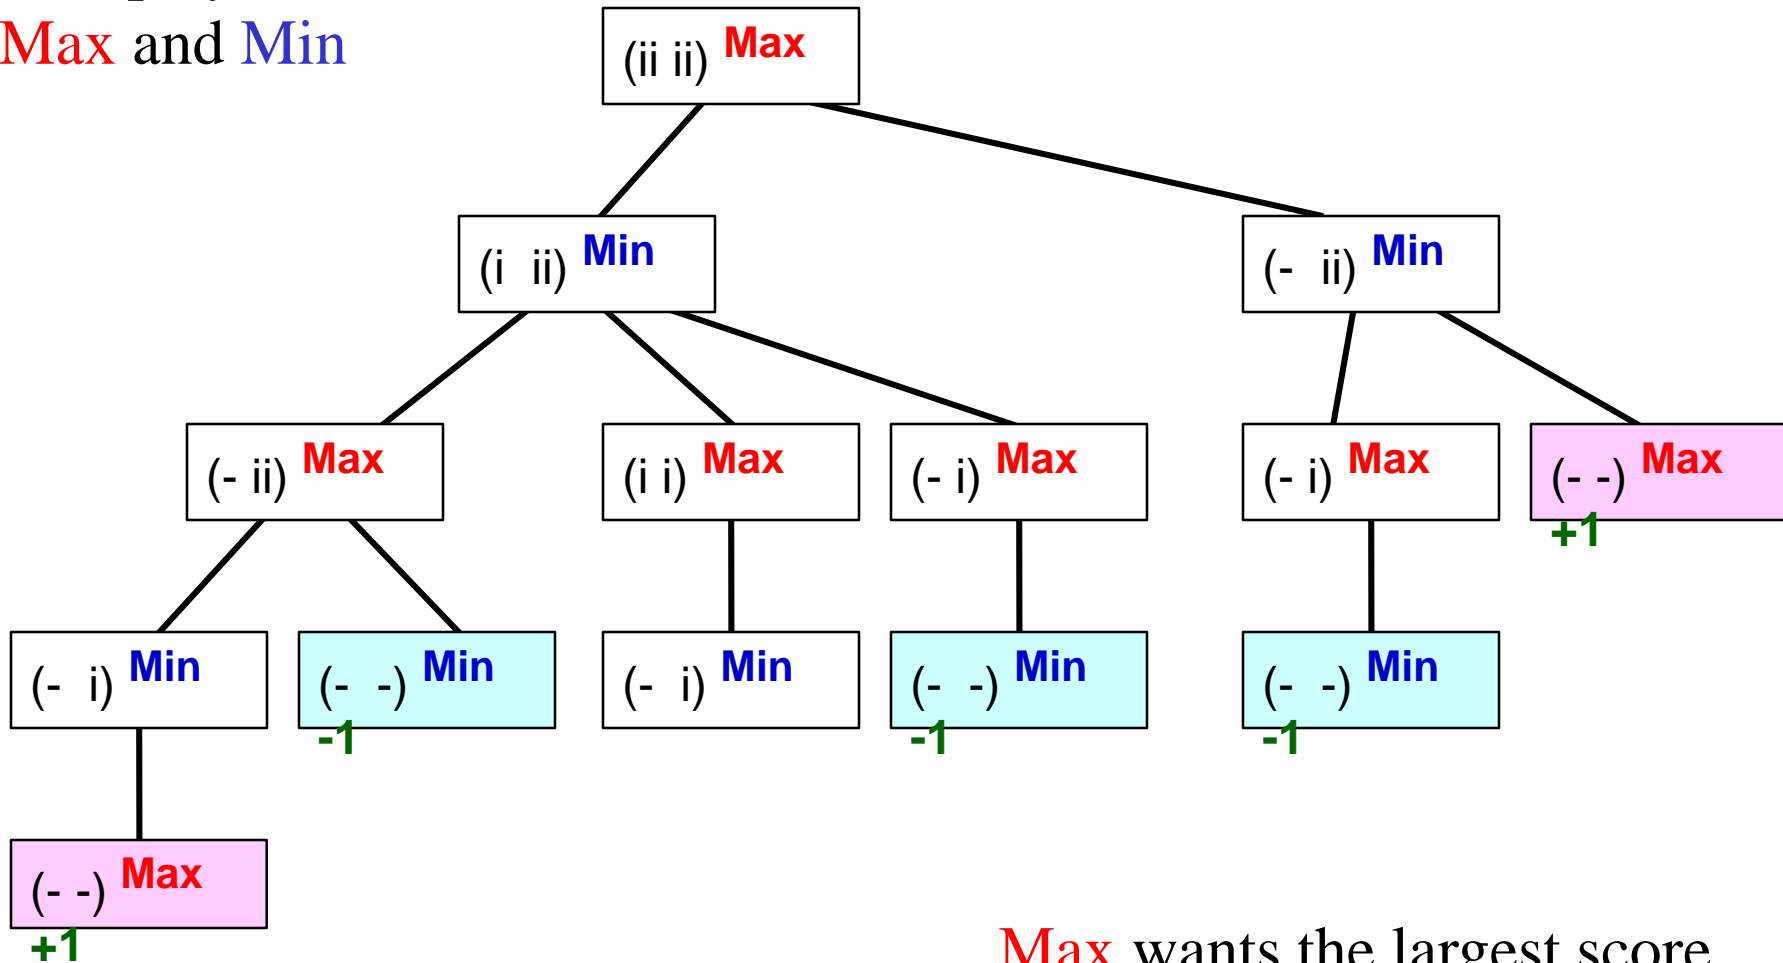 Max and Min
(ii ii) Max
(i ii) Min
(- ii) Min
(- ii) Max
(i i) Max
(- i) Max
(- i) Max
(- -) Max
+1
(- i) Min
(- -) Min
-1
(- i) Min
(- -) Min
-1
(- -) Min
-1
(- -) Max
+1
Max wants the largest score